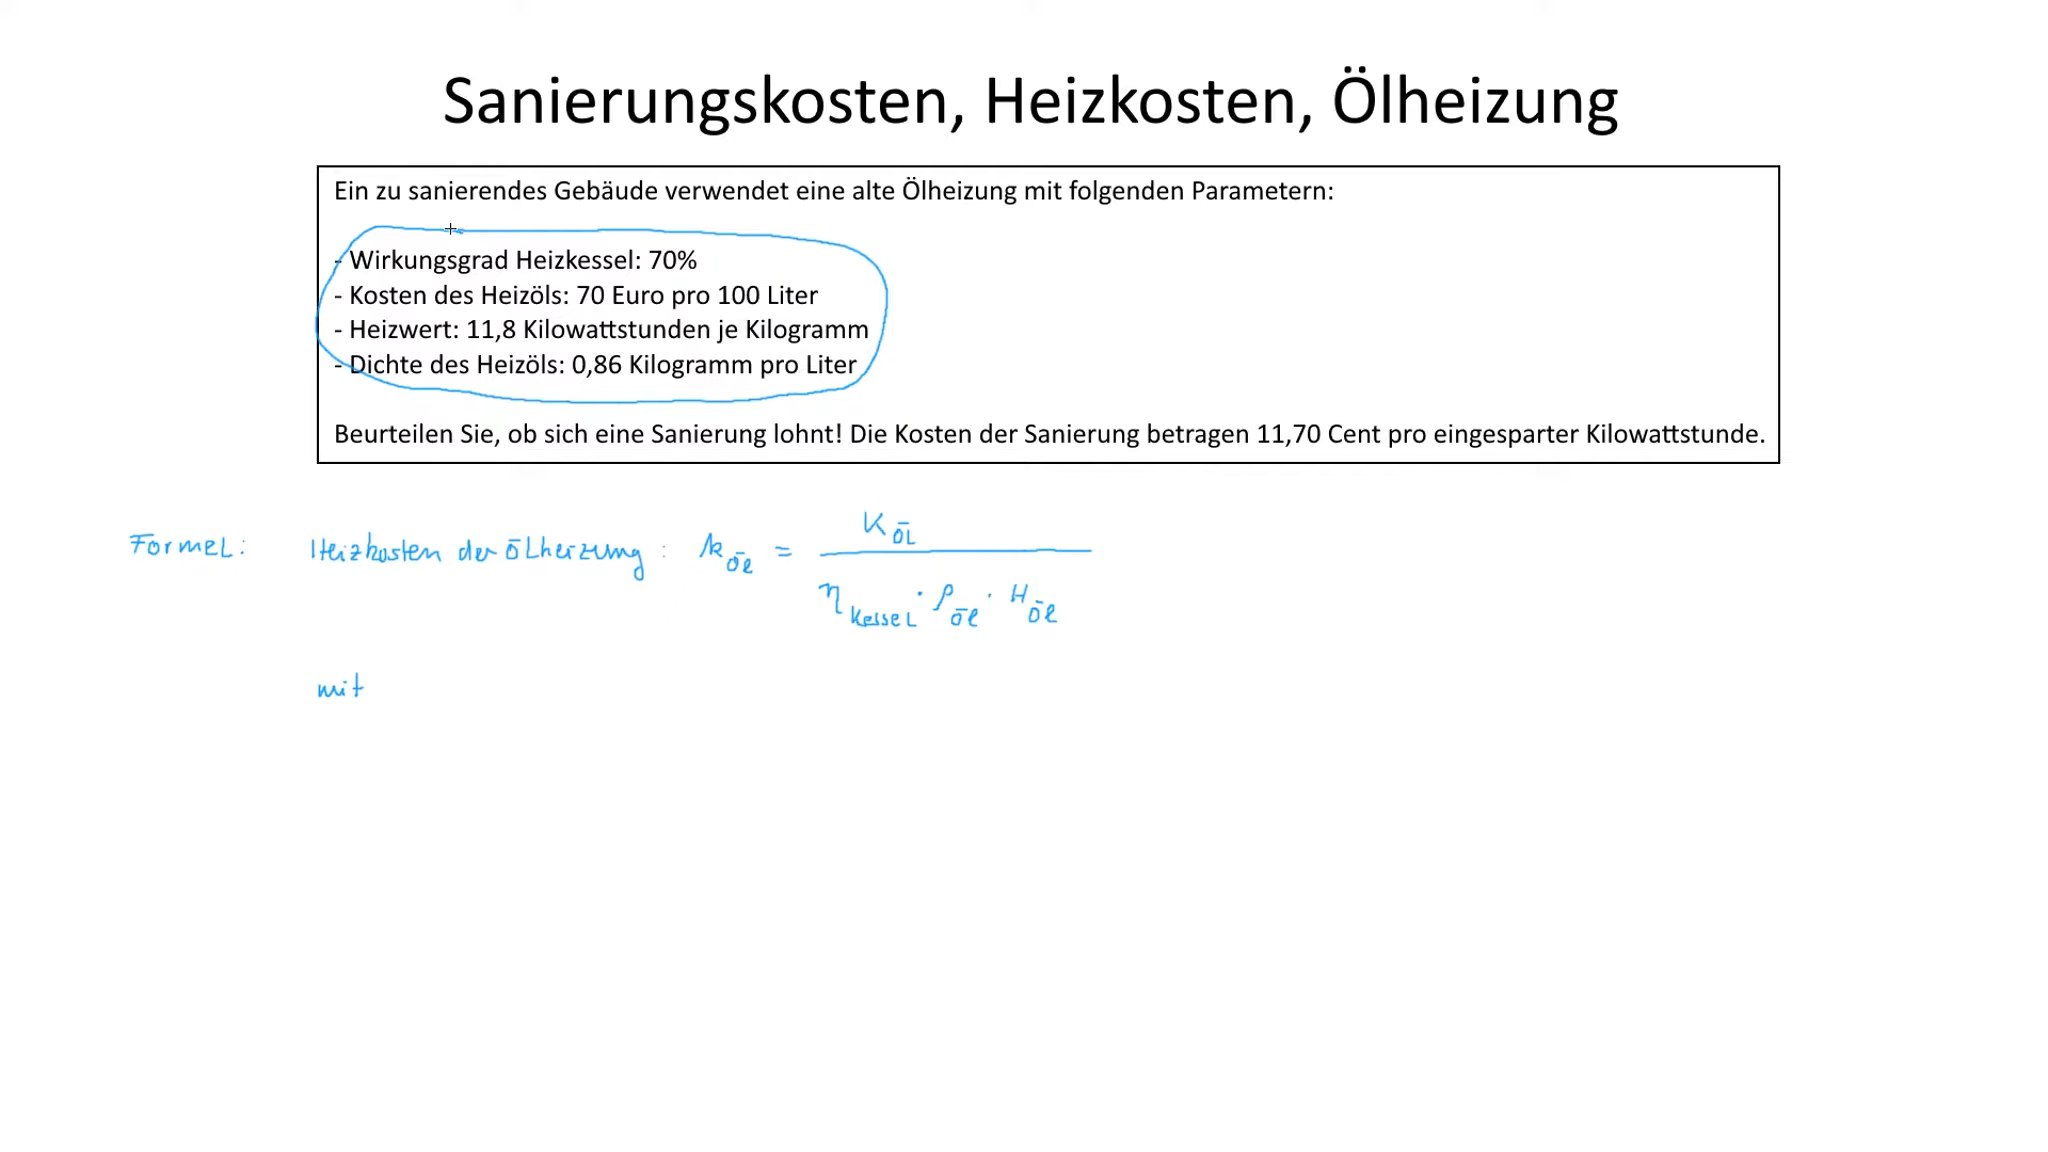 Sanierungskosten, Heizkosten, Ölheizung
Ein zu sanierendes Gebäude verwendet eine alte Ölheizung mit folgenden Parametern:
- Wirkungsgrad Heizkessel: 70%
- Kosten des Heizöls: 70 Euro pro 100 Liter
- Heizwert: 11,8 Kilowattstunden je Kilogramm
- Dichte des Heizöls: 0,86 Kilogramm pro Liter
Beurteilen Sie, ob sich eine Sanierung lohnt! Die Kosten der Sanierung betragen 11,70 Cent pro eingesparter Kilowattstunde.
Formel: Heizkosten der Ölheizung: k_Öl = K_ÖL / (η_Kessel · ρ_Öl · H_Öl)
mit